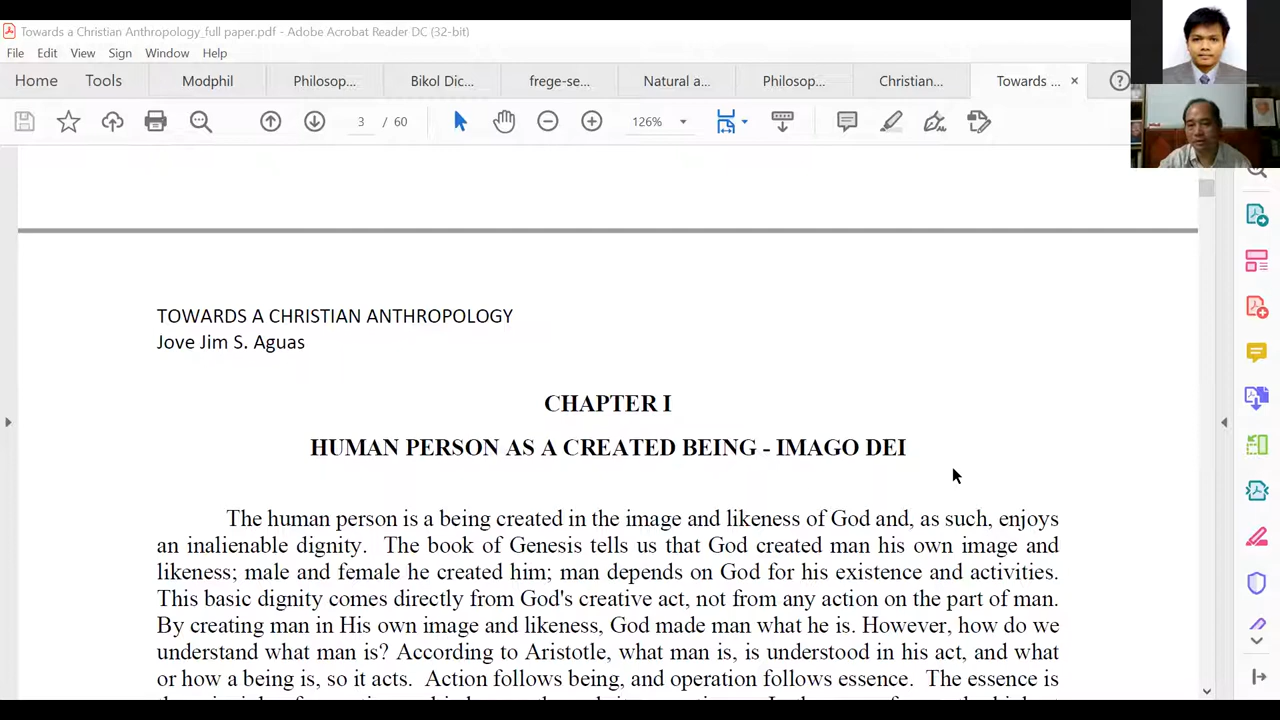 Towards a Christian Anthropology_full paper.pdf - Adobe Acrobat Reader DC (32-bit)
File Edit View Sign Window Help
Home Tools Modphil Philosop... Bikol Dic... frege-se... Natural a... Philosop... Christian... Towards ... ×
3 / 60 126%
TOWARDS A CHRISTIAN ANTHROPOLOGY
Jove Jim S. Aguas
CHAPTER I
HUMAN PERSON AS A CREATED BEING - IMAGO DEI
The human person is a being created in the image and likeness of God and, as such, enjoys
an inalienable dignity. The book of Genesis tells us that God created man his own image and
likeness; male and female he created him; man depends on God for his existence and activities.
This basic dignity comes directly from God's creative act, not from any action on the part of man.
By creating man in His own image and likeness, God made man what he is. However, how do we
understand what man is? According to Aristotle, what man is, is understood in his act, and what
or how a being is, so it acts. Action follows being, and operation follows essence. The essence is